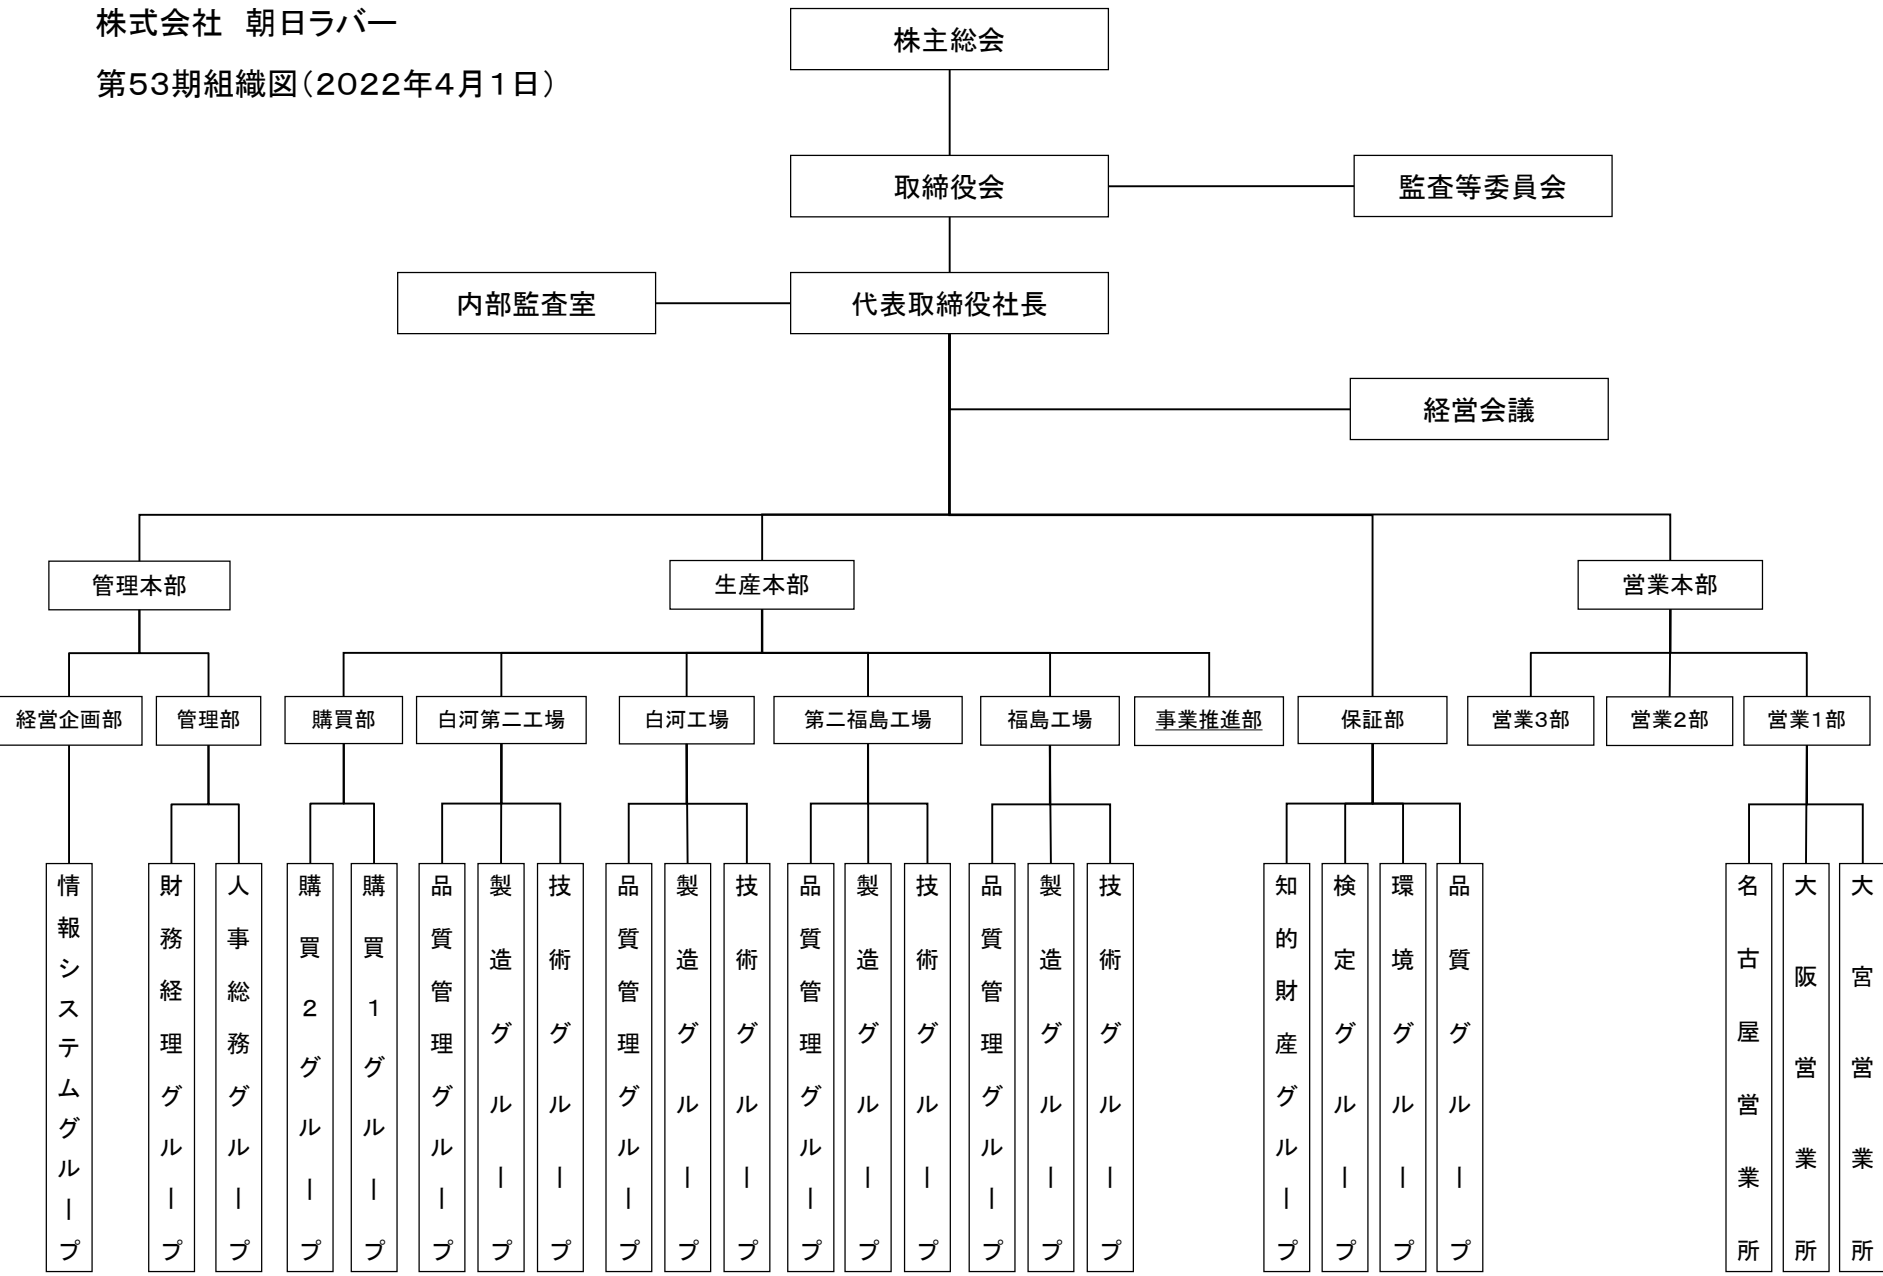 株式会社 朝日ラバー
第53期組織図(2022年4月1日)
株主総会
取締役会
監査等委員会
内部監査室
代表取締役社長
経営会議
管理本部
生産本部
営業本部
経営企画部
管理部
購買部
白河第二工場
白河工場
第二福島工場
福島工場
事業推進部
保証部
営業3部
営業2部
営業1部
情報システムグループ
財務経理グループ
人事総務グループ
購買2グループ
購買1グループ
品質管理グループ
製造グループ
技術グループ
品質管理グループ
製造グループ
技術グループ
品質管理グループ
製造グループ
技術グループ
品質管理グループ
製造グループ
技術グループ
知的財産グループ
検定グループ
環境グループ
品質グループ
名古屋営業所
大阪営業所
大宮営業所